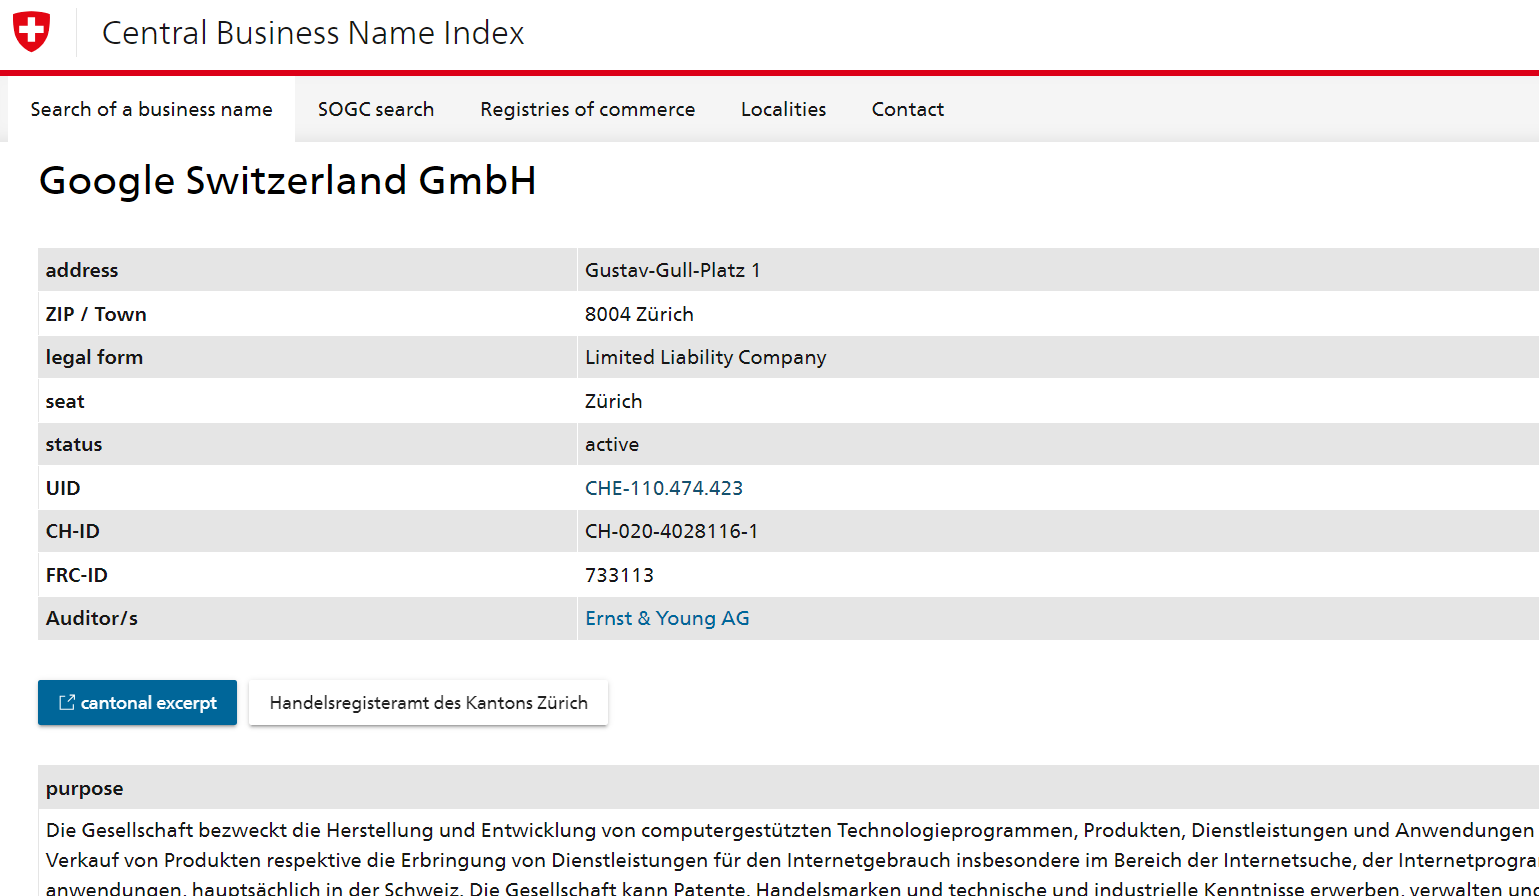 Central Business Name Index
Search of a business name SOGC search Registries of commerce Localities Contact
Google Switzerland GmbH
address Gustav-Gull-Platz 1
ZIP / Town 8004 Zürich
legal form Limited Liability Company
seat Zürich
status active
UID CHE-110.474.423
CH-ID CH-020-4028116-1
FRC-ID 733113
Auditor/s Ernst & Young AG
cantonal excerpt Handelsregisteramt des Kantons Zürich
purpose
Die Gesellschaft bezweckt die Herstellung und Entwicklung von computergestützten Technologieprogrammen, Produkten, Dienstleistungen und Anwendungen
Verkauf von Produkten respektive die Erbringung von Dienstleistungen für den Internetgebrauch insbesondere im Bereich der Internetsuche, der
anwendungen, hauptsächlich in der Schweiz. Die Gesellschaft kann Patente, Handelsmarken und technische und industrielle Kenntnisse erwerben, verwalten